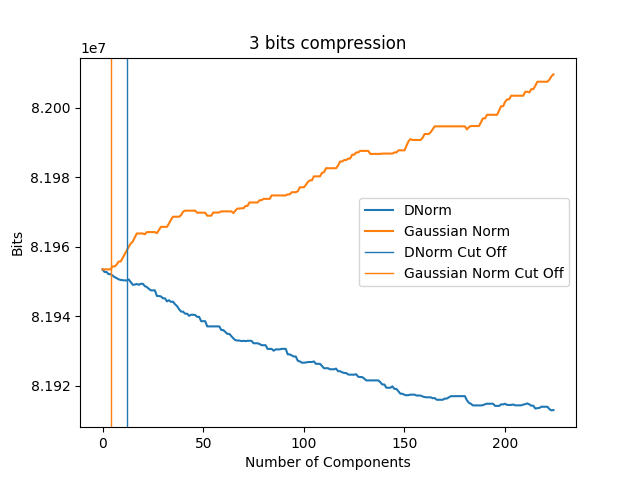 3 bits compression
1e7
8.200
8.198
8.196
8.194
8.192
Bits
DNorm
Gaussian Norm
DNorm Cut Off
Gaussian Norm Cut Off
0 50 100 150 200
Number of Components